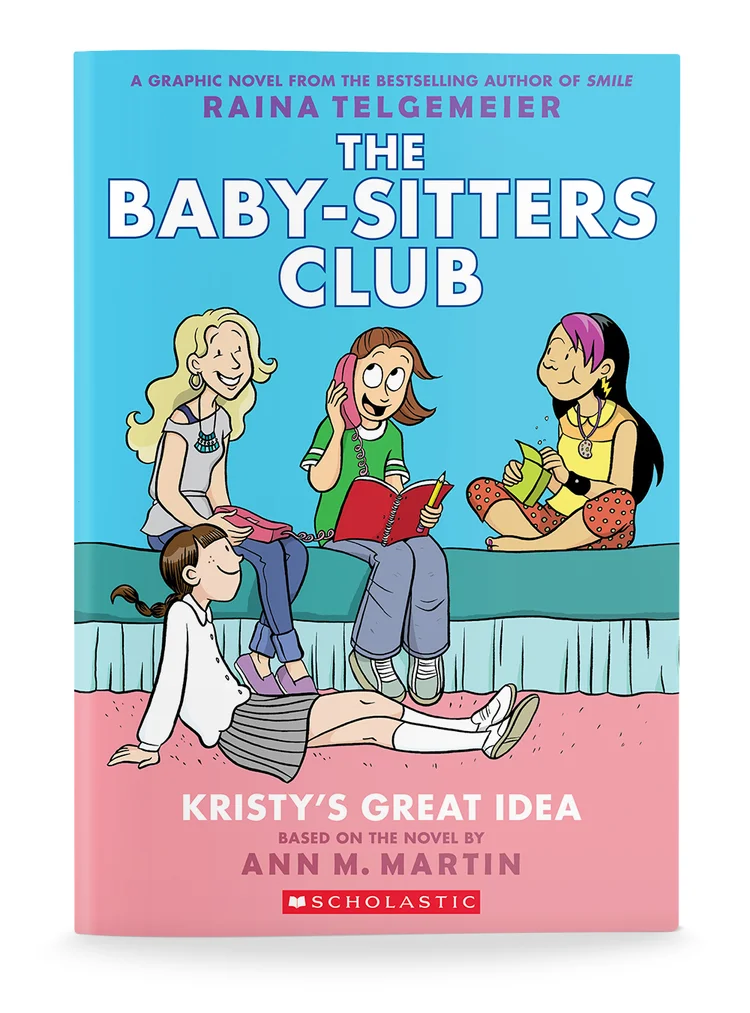 A GRAPHIC NOVEL FROM THE BESTSELLING AUTHOR OF SMILE
RAINA TELGEMEIER
THE
BABY-SITTERS
CLUB
KRISTY'S GREAT IDEA
BASED ON THE NOVEL BY
ANN M. MARTIN
SCHOLASTIC